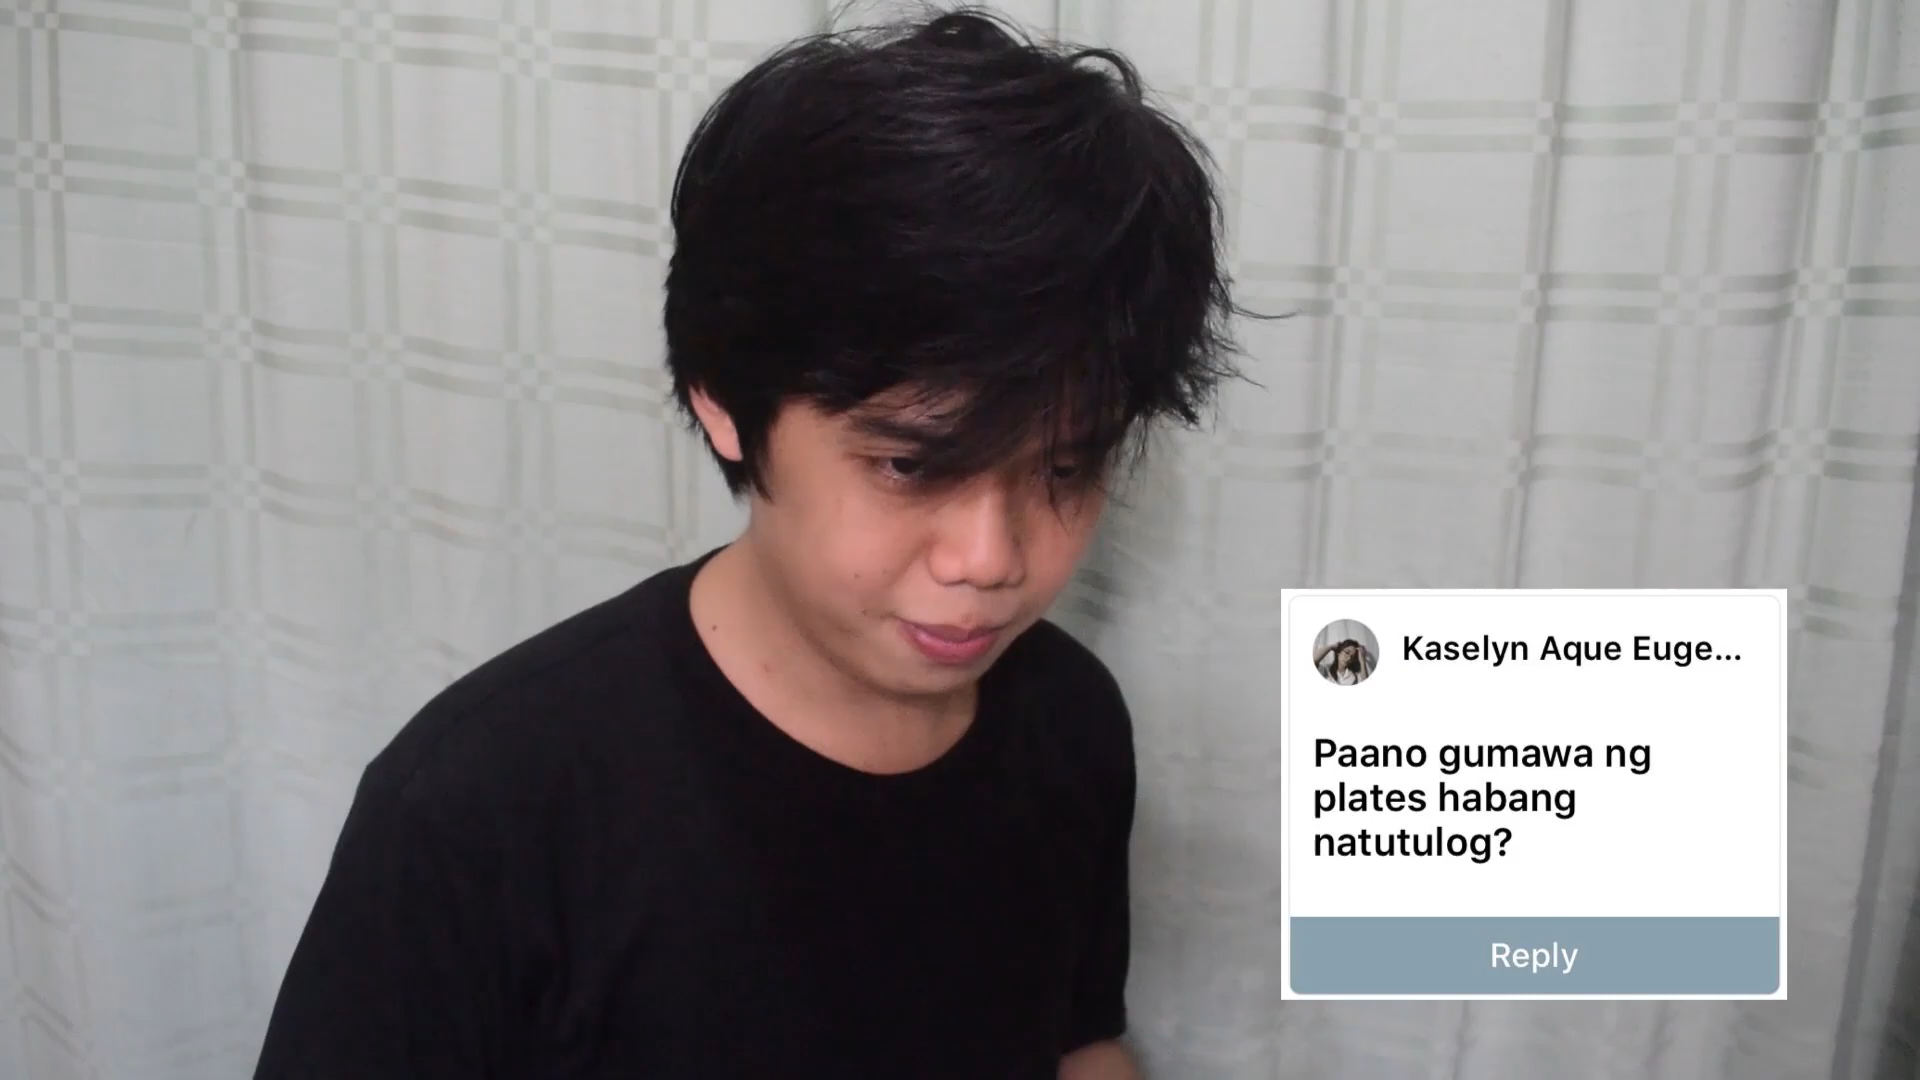 Kaselyn Aque Euge...
Paano gumawa ng
plates habang
natutulog?
Reply